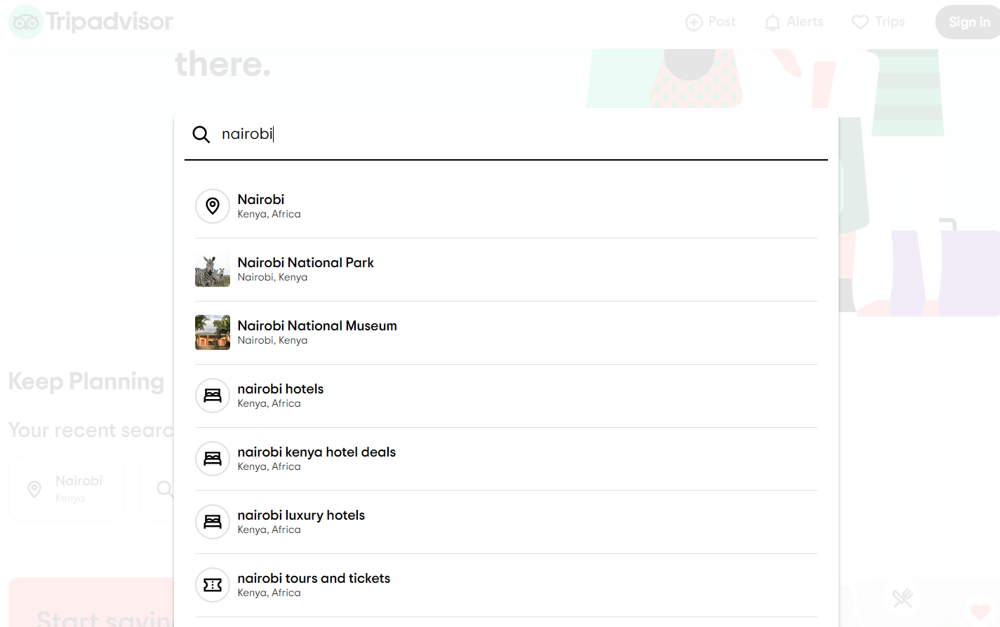 Tripadvisor
Post
Alerts
Trips
Sign in
there.
nairobi
Nairobi
Kenya, Africa
Nairobi National Park
Nairobi, Kenya
Nairobi National Museum
Nairobi, Kenya
nairobi hotels
Kenya, Africa
nairobi kenya hotel deals
Kenya, Africa
nairobi luxury hotels
Kenya, Africa
nairobi tours and tickets
Kenya, Africa
Keep Planning
Your recent searc
Nairobi
Kenya
Start saving